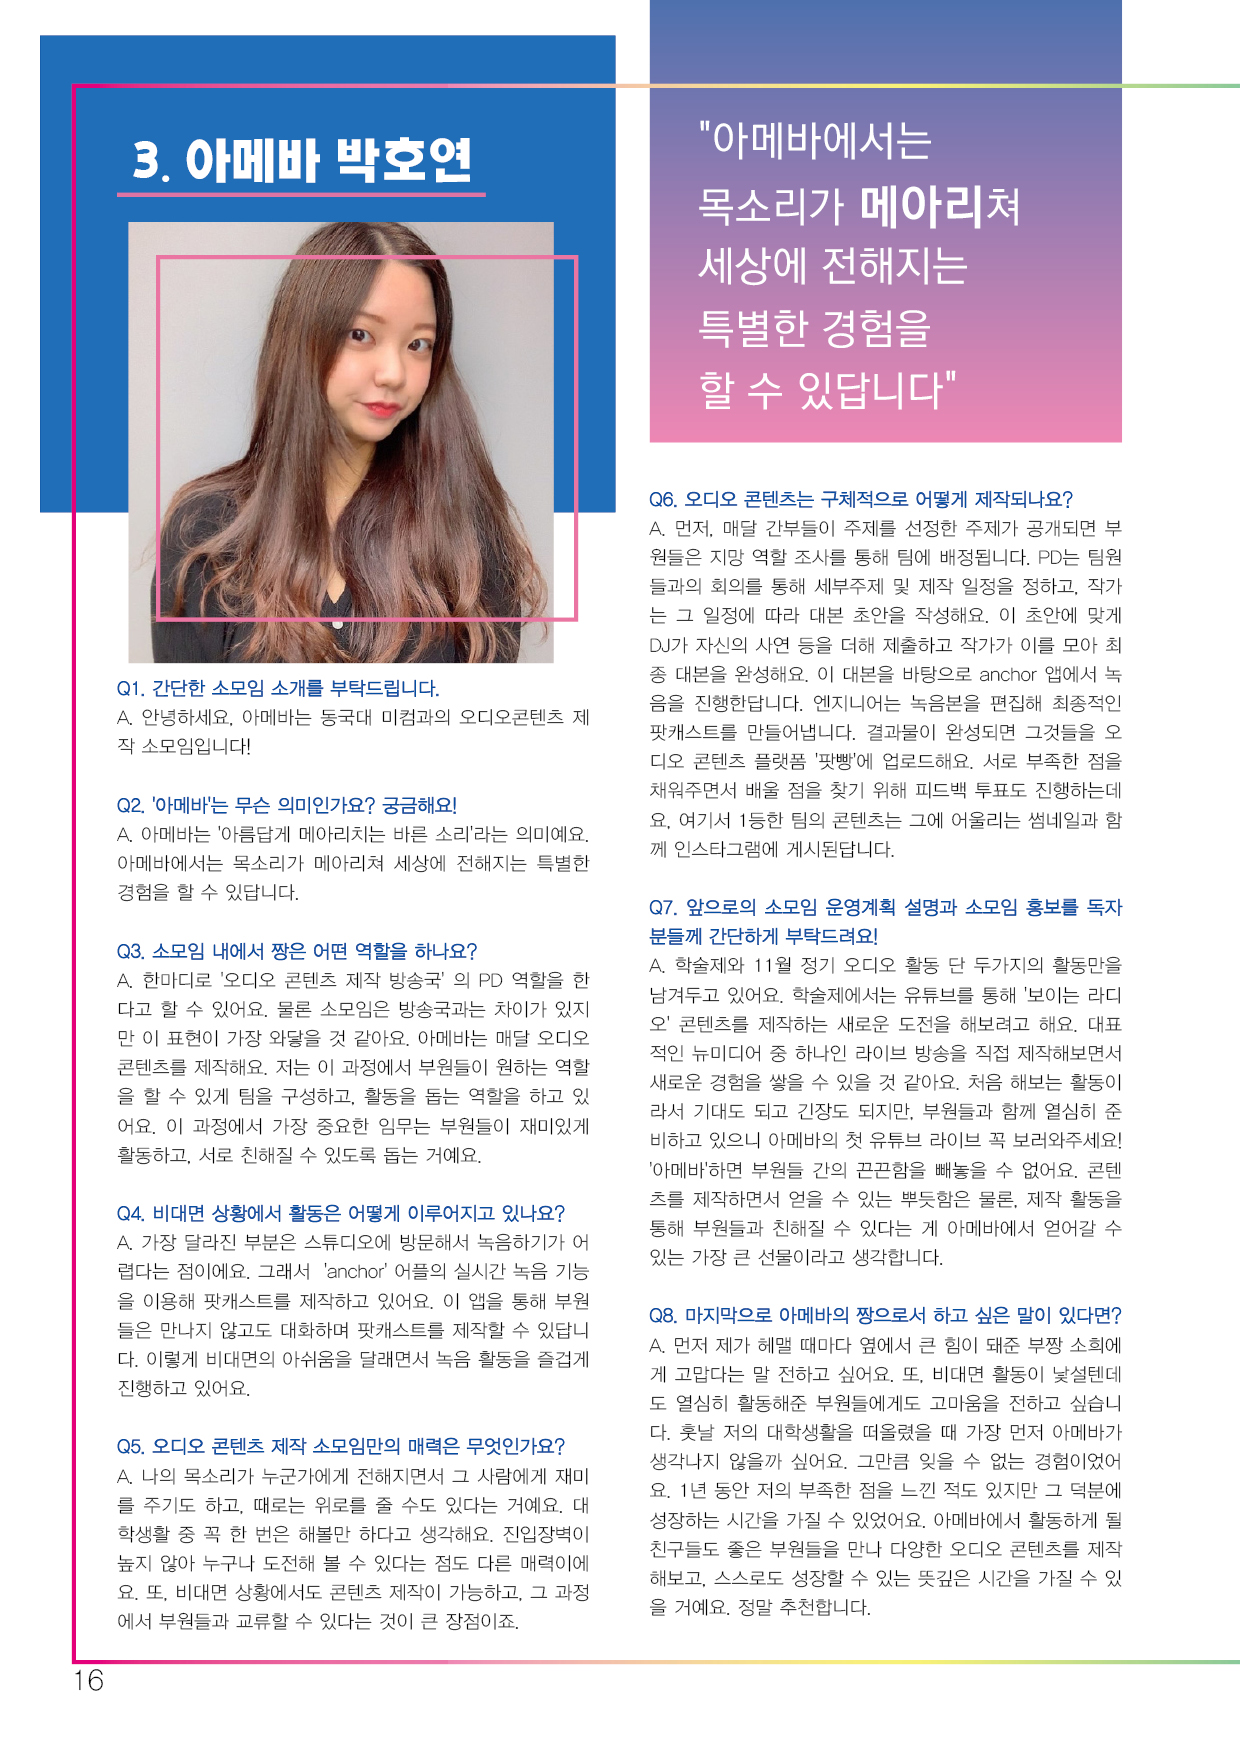 3. 아메바 박호연
Q1. 간단한 소모임 소개를 부탁드립니다.
A. 안녕하세요, 아메바는 동국대 미컴과의 오디오콘텐츠 제
작 소모임입니다!
Q2. '아메바'는 무슨 의미인가요? 궁금해요!
A. 아메바는 '아름답게 메아리치는 바른 소리'라는 의미예요.
아메바에서는 목소리가 메아리쳐 세상에 전해지는 특별한
경험을 할 수 있답니다.
Q3. 소모임 내에서 짱은 어떤 역할을 하나요?
A. 한마디로 '오디오 콘텐츠 제작 방송국' 의 PD 역할을 한
다고 할 수 있어요. 물론 소모임은 방송국과는 차이가 있지
만 이 표현이 가장 와닿을 것 같아요. 아메바는 매달 오디오
콘텐츠를 제작해요. 저는 이 과정에서 부원들이 원하는 역할
을 할 수 있게 팀을 구성하고, 활동을 돕는 역할을 하고 있
어요. 이 과정에서 가장 중요한 임무는 부원들이 재미있게
활동하고, 서로 친해질 수 있도록 돕는 거예요.
Q4. 비대면 상황에서 활동은 어떻게 이루어지고 있나요?
A. 가장 달라진 부분은 스튜디오에 방문해서 녹음하기가 어
렵다는 점이에요. 그래서 'anchor' 어플의 실시간 녹음 기능
을 이용해 팟캐스트를 제작하고 있어요. 이 앱을 통해 부원
들은 만나지 않고도 대화하며 팟캐스트를 제작할 수 있답니
다. 이렇게 비대면의 아쉬움을 달래면서 녹음 활동을 즐겁게
진행하고 있어요.
Q5. 오디오 콘텐츠 제작 소모임만의 매력은 무엇인가요?
A. 나의 목소리가 누군가에게 전해지면서 그 사람에게 재미
를 주기도 하고, 때로는 위로를 줄 수도 있다는 거예요. 대
학생활 중 꼭 한 번은 해볼만 하다고 생각해요. 진입장벽이
높지 않아 누구나 도전해 볼 수 있다는 점도 다른 매력이에
요. 또, 비대면 상황에서도 콘텐츠 제작이 가능하고, 그 과정
에서 부원들과 교류할 수 있다는 것이 큰 장점이죠.
"아메바에서는
목소리가 메아리쳐
세상에 전해지는
특별한 경험을
할 수 있답니다"
Q6. 오디오 콘텐츠는 구체적으로 어떻게 제작되나요?
A. 먼저, 매달 간부들이 주제를 선정한 주제가 공개되면 부
원들은 지망 역할 조사를 통해 팀에 배정됩니다. PD는 팀원
들과의 회의를 통해 세부주제 및 제작 일정을 정하고, 작가
는 그 일정에 따라 대본 초안을 작성해요. 이 초안에 맞게
DJ가 자신의 사연 등을 더해 제출하고 작가가 이를 모아 최
종 대본을 완성해요. 이 대본을 바탕으로 anchor 앱에서 녹
음을 진행한답니다. 엔지니어는 녹음본을 편집해 최종적인
팟캐스트를 만들어냅니다. 결과물이 완성되면 그것들을 오
디오 콘텐츠 플랫폼 '팟빵'에 업로드해요. 서로 부족한 점을
채워주면서 배울 점을 찾기 위해 피드백 투표도 진행하는데
요, 여기서 1등한 팀의 콘텐츠는 그에 어울리는 썸네일과 함
께 인스타그램에 게시된답니다.
Q7. 앞으로의 소모임 운영계획 설명과 소모임 홍보를 독자
분들께 간단하게 부탁드려요!
A. 학술제와 11월 정기 오디오 활동 단 두가지의 활동만을
남겨두고 있어요. 학술제에서는 유튜브를 통해 '보이는 라디
오' 콘텐츠를 제작하는 새로운 도전을 해보려고 해요. 대표
적인 뉴미디어 중 하나인 라이브 방송을 직접 제작해보면서
새로운 경험을 쌓을 수 있을 것 같아요. 처음 해보는 활동이
라서 기대도 되고 긴장도 되지만, 부원들과 함께 열심히 준
비하고 있으니 아메바의 첫 유튜브 라이브 꼭 보러와주세요!
'아메바'하면 부원들 간의 끈끈함을 빼놓을 수 없어요. 콘텐
츠를 제작하면서 얻을 수 있는 뿌듯함은 물론, 제작 활동을
통해 부원들과 친해질 수 있다는 게 아메바에서 얻어갈 수
있는 가장 큰 선물이라고 생각합니다.
Q8. 마지막으로 아메바의 짱으로서 하고 싶은 말이 있다면?
A. 먼저 제가 헤맬 때마다 옆에서 큰 힘이 돼준 부짱 소희에
게 고맙다는 말 전하고 싶어요. 또, 비대면 활동이 낯설텐데
도 열심히 활동해준 부원들에게도 고마움을 전하고 싶습니
다. 훗날 저의 대학생활을 떠올렸을 때 가장 먼저 아메바가
생각나지 않을까 싶어요. 그만큼 잊을 수 없는 경험이었어
요. 1년 동안 저의 부족한 점을 느낀 적도 있지만 그 덕분에
성장하는 시간을 가질 수 있었어요. 아메바에서 활동하게 될
친구들도 좋은 부원들을 만나 다양한 오디오 콘텐츠를 제작
해보고, 스스로도 성장할 수 있는 뜻깊은 시간을 가질 수 있
을 거예요. 정말 추천합니다.
16